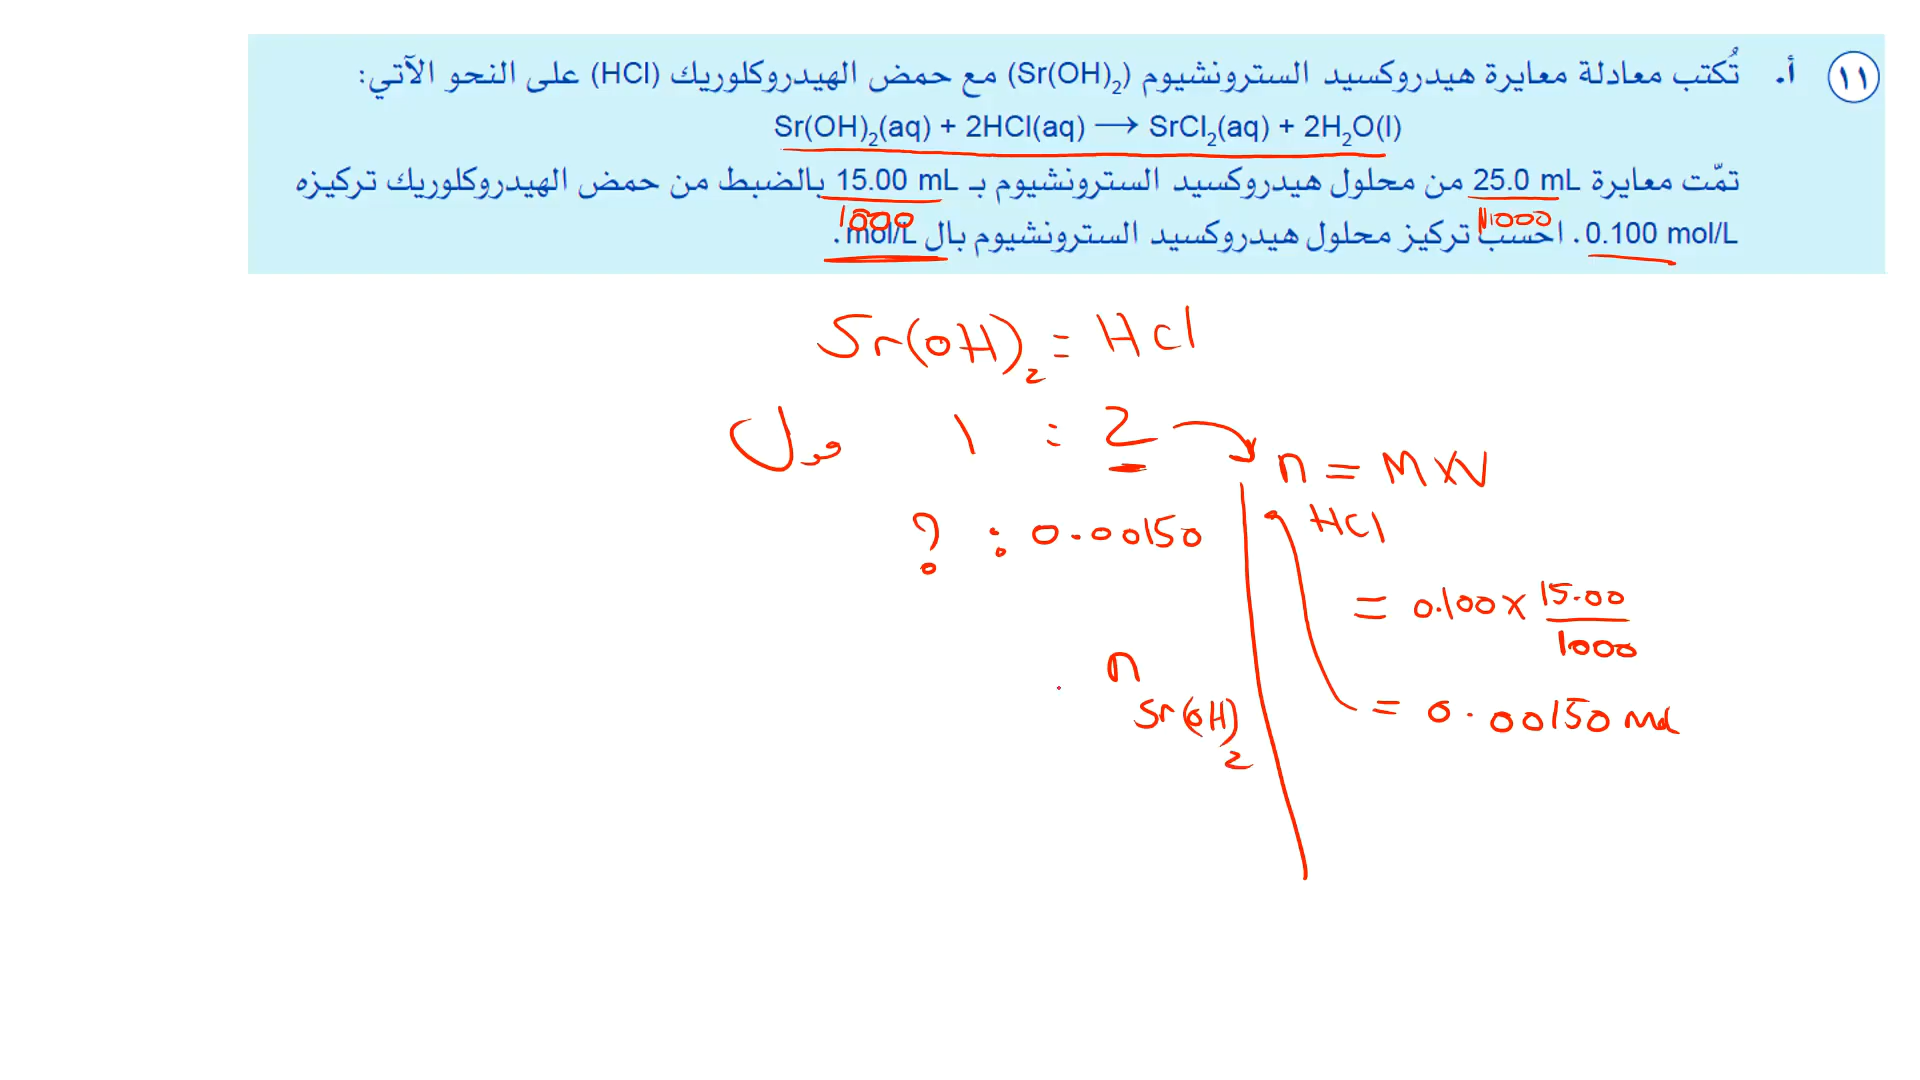 ١١ أ. تُكتب معادلة معايرة هيدروكسيد السترونشيوم (Sr(OH)₂) مع حمض الهيدروكلوريك (HCl) على النحو الآتي:
Sr(OH)₂(aq) + 2HCl(aq) ⟶ SrCl₂(aq) + 2H₂O(l)
تمّت معايرة 25.0 mL من محلول هيدروكسيد السترونشيوم بـ 15.00 mL بالضبط من حمض الهيدروكلوريك تركيزه
1000 1000
0.100 mol/L. احسب تركيز محلول هيدروكسيد السترونشيوم بال mol/L.
Sr(OH)₂ : HCl
مول 1 : 2
n = M×V
HCl
? : 0.00150
= 0.100 × 15.00
1000
n
Sr(OH)₂
= 0.00150 mol